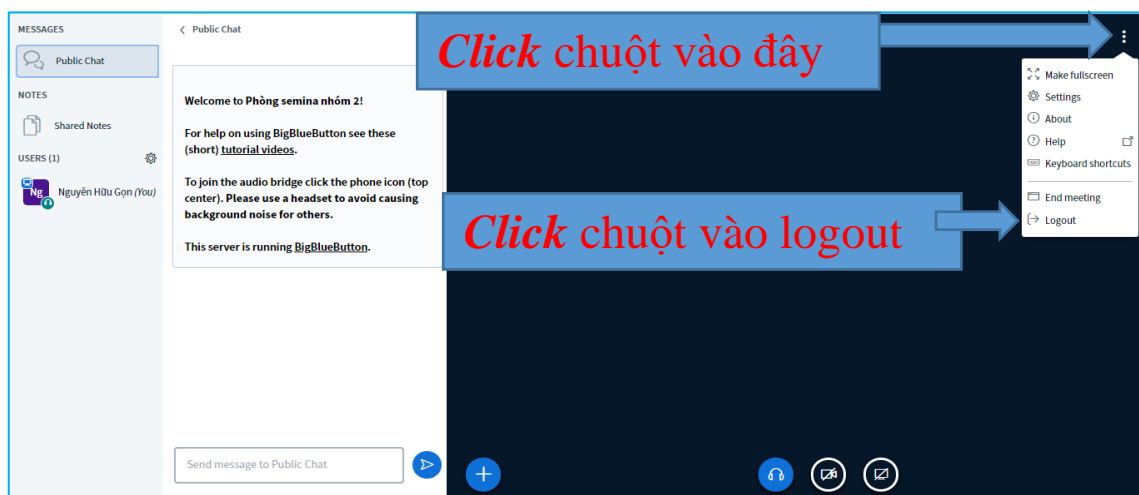 MESSAGES
Public Chat
NOTES
Shared Notes
USERS (1)
Ng
Nguyễn Hữu Gọn (You)
Public Chat
Welcome to Phòng semina nhóm 2!
For help on using BigBlueButton see these
(short) tutorial videos.
To join the audio bridge click the phone icon (top
center). Please use a headset to avoid causing
background noise for others.
This server is running BigBlueButton.
Send message to Public Chat
Click chuột vào đây
Make fullscreen
Settings
About
Help
Keyboard shortcuts
End meeting
Logout
Click chuột vào logout